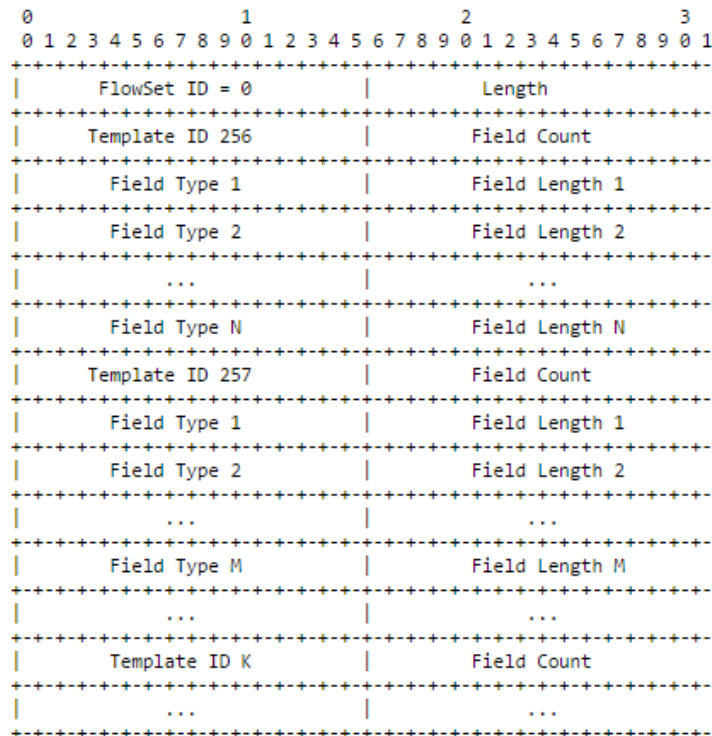 0                   1                   2                   3
0 1 2 3 4 5 6 7 8 9 0 1 2 3 4 5 6 7 8 9 0 1 2 3 4 5 6 7 8 9 0 1
+-+-+-+-+-+-+-+-+-+-+-+-+-+-+-+-+-+-+-+-+-+-+-+-+-+-+-+-+-+-+-+-
| FlowSet ID = 0 | Length
+-+-+-+-+-+-+-+-+-+-+-+-+-+-+-+-+-+-+-+-+-+-+-+-+-+-+-+-+-+-+-+-
| Template ID 256 | Field Count
+-+-+-+-+-+-+-+-+-+-+-+-+-+-+-+-+-+-+-+-+-+-+-+-+-+-+-+-+-+-+-+-
| Field Type 1 | Field Length 1
+-+-+-+-+-+-+-+-+-+-+-+-+-+-+-+-+-+-+-+-+-+-+-+-+-+-+-+-+-+-+-+-
| Field Type 2 | Field Length 2
+-+-+-+-+-+-+-+-+-+-+-+-+-+-+-+-+-+-+-+-+-+-+-+-+-+-+-+-+-+-+-+-
| ... | ...
+-+-+-+-+-+-+-+-+-+-+-+-+-+-+-+-+-+-+-+-+-+-+-+-+-+-+-+-+-+-+-+-
| Field Type N | Field Length N
+-+-+-+-+-+-+-+-+-+-+-+-+-+-+-+-+-+-+-+-+-+-+-+-+-+-+-+-+-+-+-+-
| Template ID 257 | Field Count
+-+-+-+-+-+-+-+-+-+-+-+-+-+-+-+-+-+-+-+-+-+-+-+-+-+-+-+-+-+-+-+-
| Field Type 1 | Field Length 1
+-+-+-+-+-+-+-+-+-+-+-+-+-+-+-+-+-+-+-+-+-+-+-+-+-+-+-+-+-+-+-+-
| Field Type 2 | Field Length 2
+-+-+-+-+-+-+-+-+-+-+-+-+-+-+-+-+-+-+-+-+-+-+-+-+-+-+-+-+-+-+-+-
| ... | ...
+-+-+-+-+-+-+-+-+-+-+-+-+-+-+-+-+-+-+-+-+-+-+-+-+-+-+-+-+-+-+-+-
| Field Type M | Field Length M
+-+-+-+-+-+-+-+-+-+-+-+-+-+-+-+-+-+-+-+-+-+-+-+-+-+-+-+-+-+-+-+-
| ... | ...
+-+-+-+-+-+-+-+-+-+-+-+-+-+-+-+-+-+-+-+-+-+-+-+-+-+-+-+-+-+-+-+-
| Template ID K | Field Count
+-+-+-+-+-+-+-+-+-+-+-+-+-+-+-+-+-+-+-+-+-+-+-+-+-+-+-+-+-+-+-+-
| ... | ...
+-+-+-+-+-+-+-+-+-+-+-+-+-+-+-+-+-+-+-+-+-+-+-+-+-+-+-+-+-+-+-+-